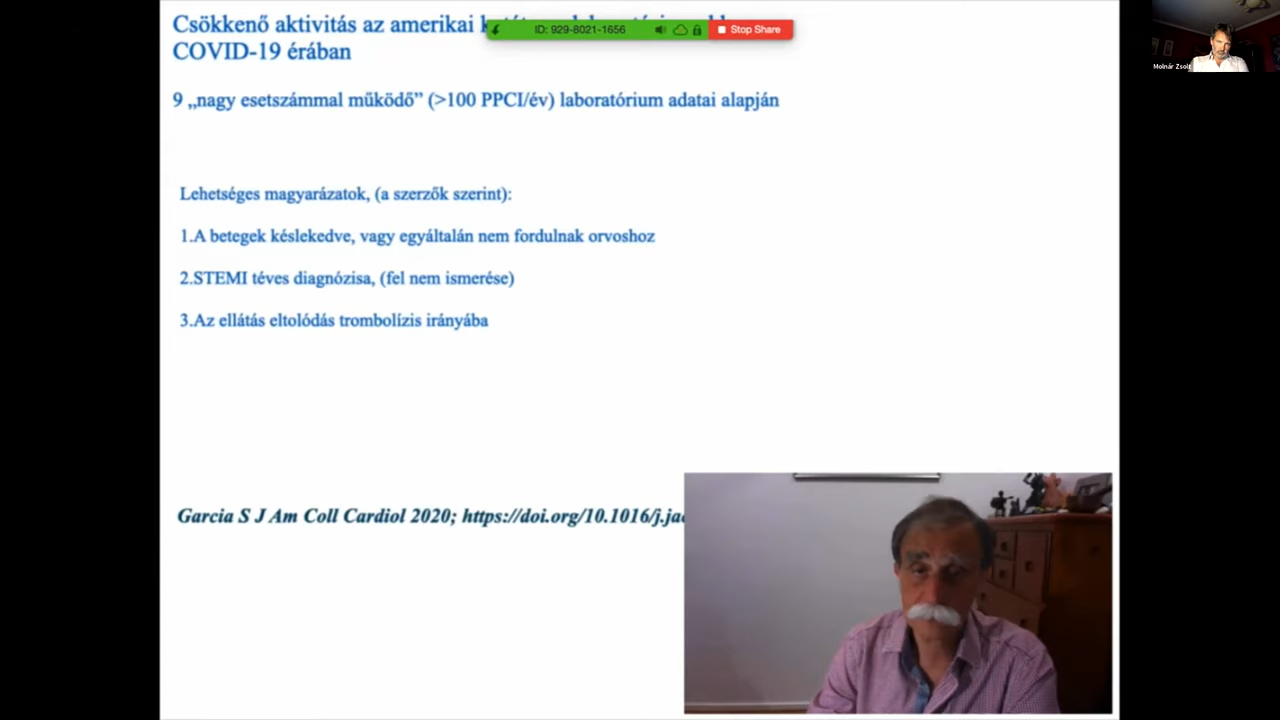 Csökkenő aktivitás az amerikai
COVID-19 érában
ID: 929-8021-1656
Stop Share
Molnár Zsolt
9 „nagy esetszámmal működő” (>100 PPCI/év) laboratórium adatai alapján
Lehetséges magyarázatok, (a szerzők szerint):
1.A betegek késlekedve, vagy egyáltalán nem fordulnak orvoshoz
2.STEMI téves diagnózisa, (fel nem ismerése)
3.Az ellátás eltolódás trombolízis irányába
Garcia S J Am Coll Cardiol 2020; https://doi.org/10.1016/j.jac